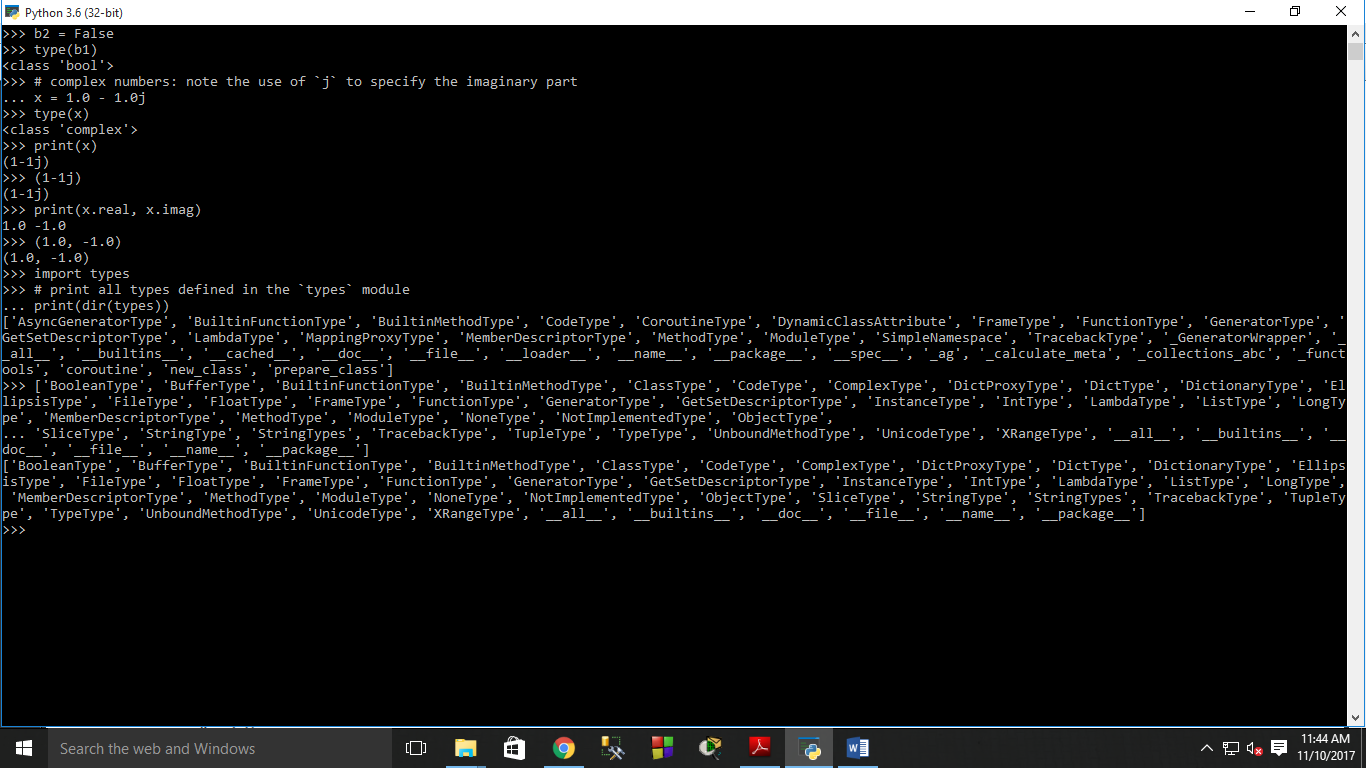 Python 3.6 (32-bit)
>>> b2 = False
>>> type(b1)
<class 'bool'>
>>> # complex numbers: note the use of `j` to specify the imaginary part
... x = 1.0 - 1.0j
>>> type(x)
<class 'complex'>
>>> print(x)
(1-1j)
>>> (1-1j)
(1-1j)
>>> print(x.real, x.imag)
1.0 -1.0
>>> (1.0, -1.0)
(1.0, -1.0)
>>> import types
>>> # print all types defined in the `types` module
... print(dir(types))
['AsyncGeneratorType', 'BuiltinFunctionType', 'BuiltinMethodType', 'CodeType', 'CoroutineType', 'DynamicClassAttribute', 'FrameType', 'FunctionType', 'GeneratorType', '
GetSetDescriptorType', 'LambdaType', 'MappingProxyType', 'MemberDescriptorType', 'MethodType', 'ModuleType', 'SimpleNamespace', 'TracebackType', '_GeneratorWrapper', '_
_all__', '__builtins__', '__cached__', '__doc__', '__file__', '__loader__', '__name__', '__package__', '__spec__', '_ag', '_calculate_meta', '_collections_abc', '_funct
ools', 'coroutine', 'new_class', 'prepare_class']
>>> ['BooleanType', 'BufferType', 'BuiltinFunctionType', 'BuiltinMethodType', 'ClassType', 'CodeType', 'ComplexType', 'DictProxyType', 'DictType', 'DictionaryType', 'El
lipsisType', 'FileType', 'FloatType', 'FrameType', 'FunctionType', 'GeneratorType', 'GetSetDescriptorType', 'InstanceType', 'IntType', 'LambdaType', 'ListType', 'LongTy
pe', 'MemberDescriptorType', 'MethodType', 'ModuleType', 'NoneType', 'NotImplementedType', 'ObjectType',
... 'SliceType', 'StringType', 'StringTypes', 'TracebackType', 'TupleType', 'TypeType', 'UnboundMethodType', 'UnicodeType', 'XRangeType', '__all__', '__builtins__', '__
doc__', '__file__', '__name__', '__package__']
['BooleanType', 'BufferType', 'BuiltinFunctionType', 'BuiltinMethodType', 'ClassType', 'CodeType', 'ComplexType', 'DictProxyType', 'DictType', 'DictionaryType', 'Ellips
isType', 'FileType', 'FloatType', 'FrameType', 'FunctionType', 'GeneratorType', 'GetSetDescriptorType', 'InstanceType', 'IntType', 'LambdaType', 'ListType', 'LongType',
'MemberDescriptorType', 'MethodType', 'ModuleType', 'NoneType', 'NotImplementedType', 'ObjectType', 'SliceType', 'StringType', 'StringTypes', 'TracebackType', 'TupleTy
pe', 'TypeType', 'UnboundMethodType', 'UnicodeType', 'XRangeType', '__all__', '__builtins__', '__doc__', '__file__', '__name__', '__package__']
>>>
Search the web and Windows
11:44 AM
11/10/2017